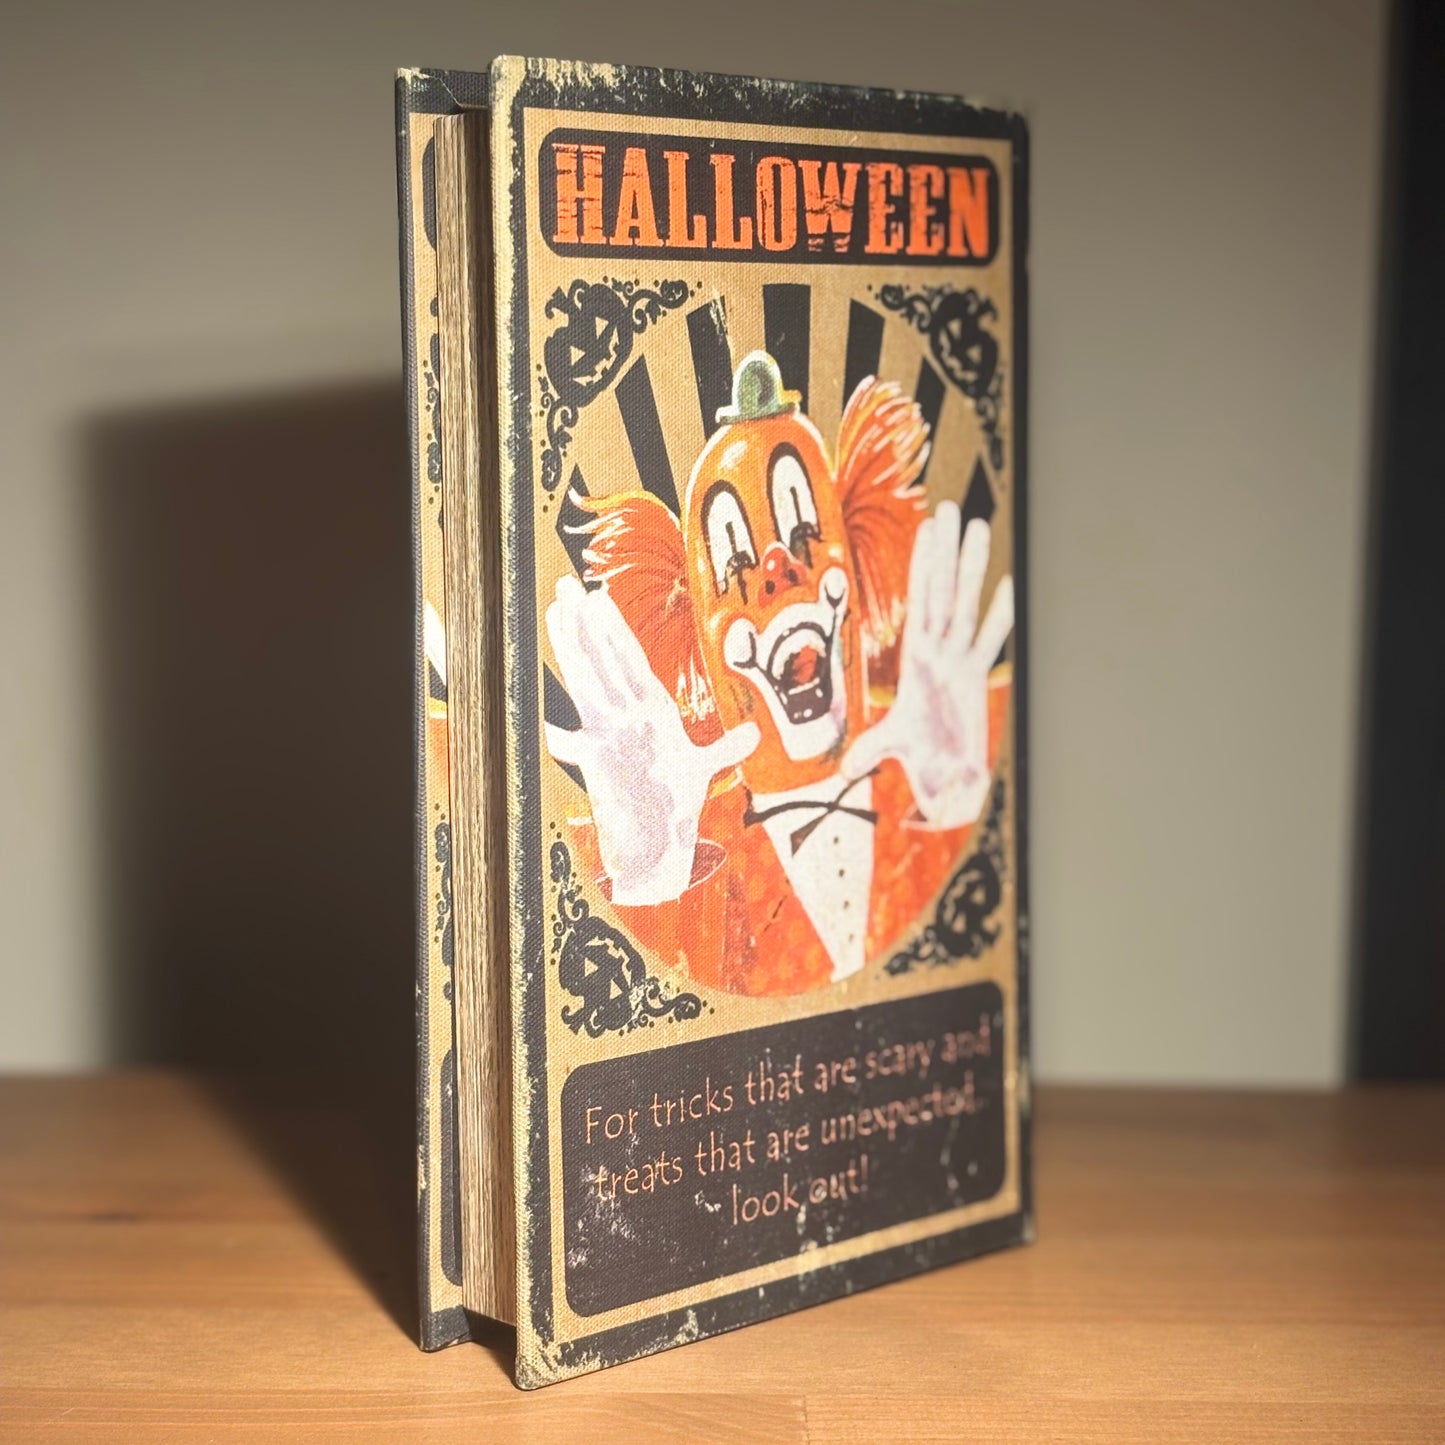 HALLOWEEN
For tricks that are scary and
treats that are unexpected...
look out!